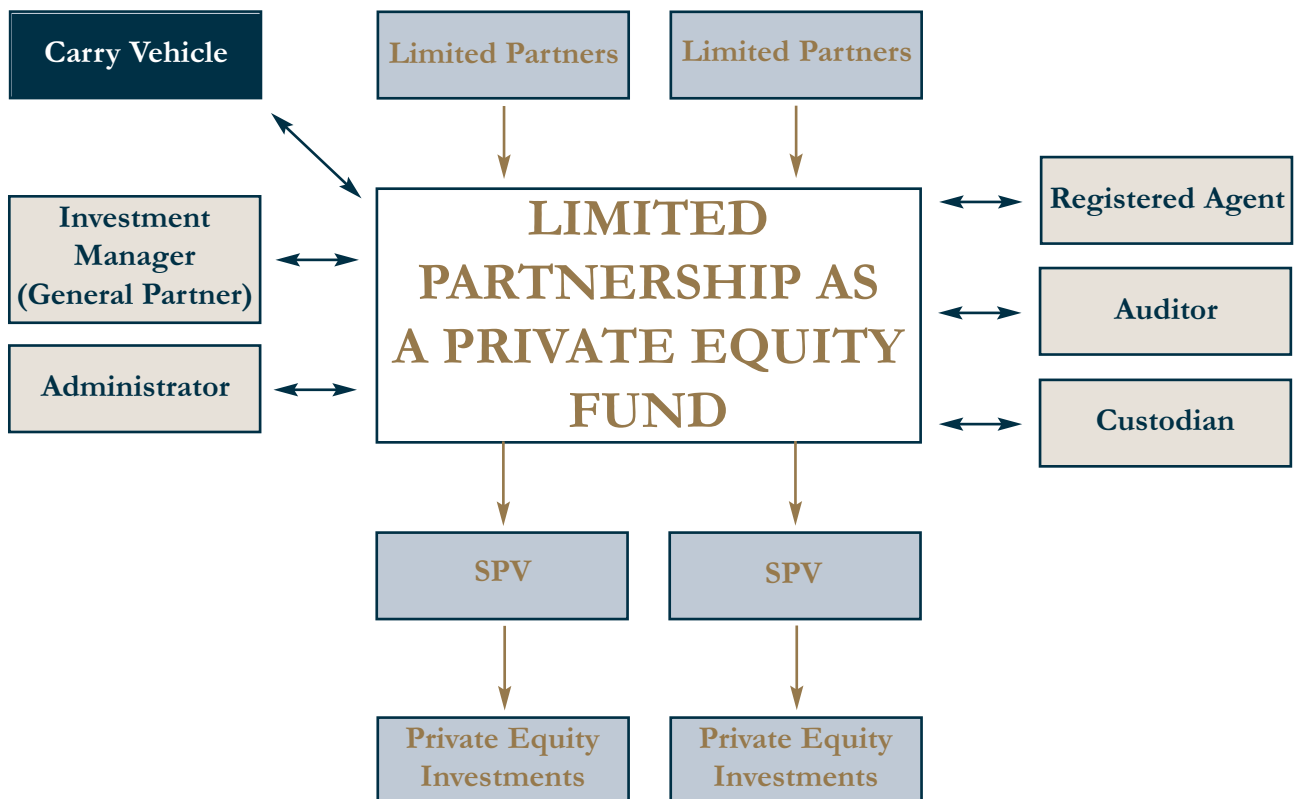 Carry Vehicle
Limited Partners
Limited Partners
Investment
Manager
(General Partner)
Administrator
LIMITED
PARTNERSHIP AS
A PRIVATE EQUITY
FUND
Registered Agent
Auditor
Custodian
SPV
SPV
Private Equity
Investments
Private Equity
Investments